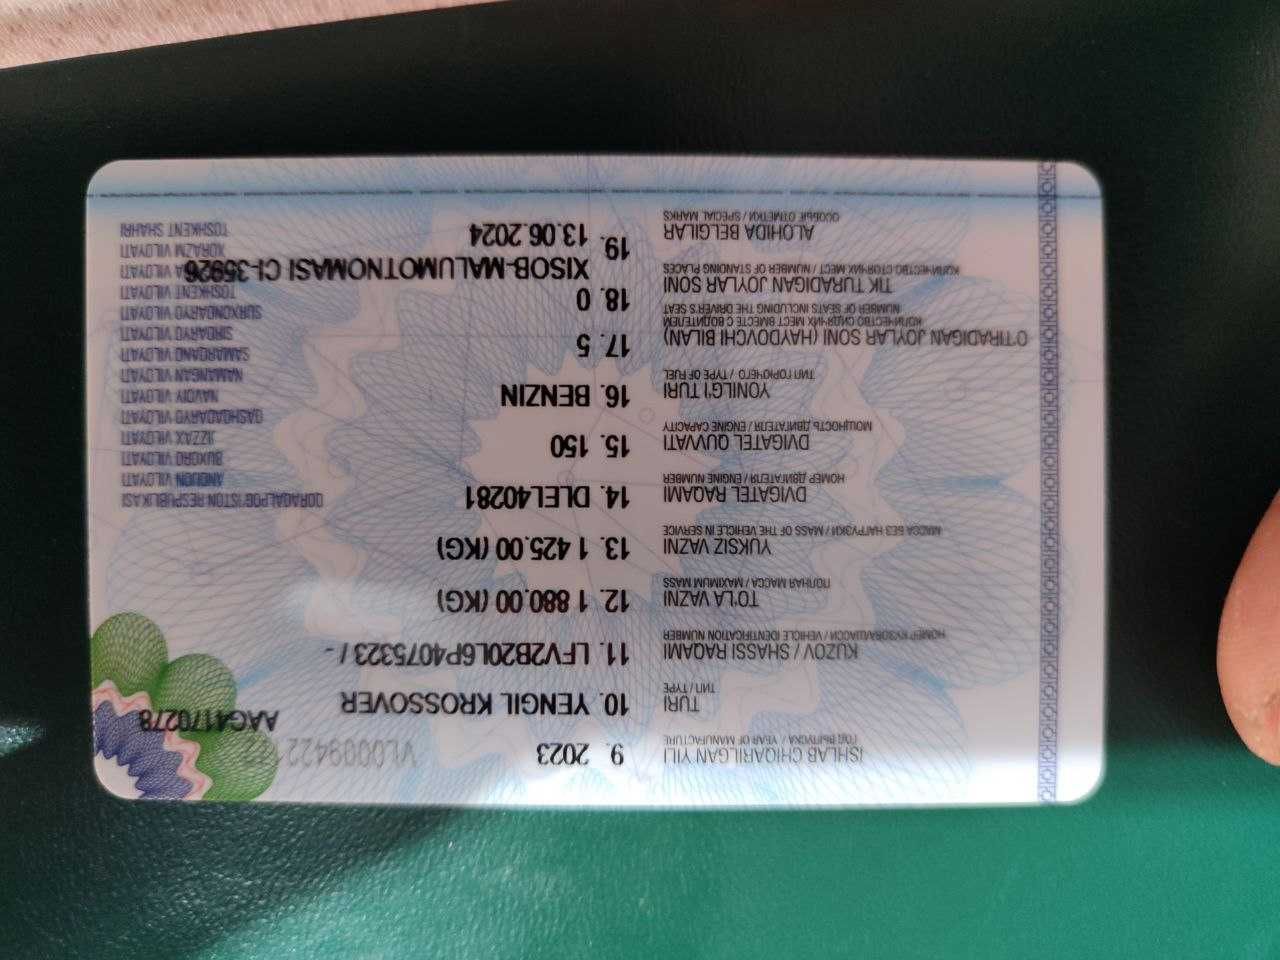 ISHLAB CHIQARILGAN YILI
ГОД ВЫПУСКА / YEAR OF MANUFACTURE
9. 2023
VL0009422
AAG4170278
TURI
ТИП / TYPE
10. YENGIL KROSSOVER
KUZOV / SHASSI RAQAMI
НОМЕР КУЗОВА/ШАССИ / VEHICLE IDENTIFICATION NUMBER
11. LFV2B20L6P4075323 / -
TO'LA VAZNI
ПОЛНАЯ МАССА / MAXIMUM MASS
12. 1 880.00 (KG)
YUKSIZ VAZNI
МАССА БЕЗ НАГРУЗКИ / MASS OF THE VEHICLE IN SERVICE
13. 1 425.00 (KG)
DVIGATEL RAQAMI
НОМЕР ДВИГАТЕЛЯ / ENGINE NUMBER
14. DLEL40281
DVIGATEL QUVVATI
МОЩНОСТЬ ДВИГАТЕЛЯ / ENGINE CAPACITY
15. 150
YONILG'I TURI
ТИП ГОРЮЧЕГО / TYPE OF FUEL
16. BENZIN
O'TIRADIGAN JOYLAR SONI (HAYDOVCHI BILAN)
КОЛИЧЕСТВО СИДЯЧИХ МЕСТ ВМЕСТЕ С ВОДИТЕЛЕМ
NUMBER OF SEATS INCLUDING THE DRIVER'S SEAT
17. 5
TIK TURADIGAN JOYLAR SONI
КОЛИЧЕСТВО СТОЯЧИХ МЕСТ / NUMBER OF STANDING PLACES
18. 0
ALOHIDA BELGILAR
ОСОБЫЕ ОТМЕТКИ / SPECIAL MARKS
XISOB-MALUMOTNOMASI CI-35926
19. 13.06.2024
QORAQALPOG'ISTON RESPUBLIKASI
ANDIJON VILOYATI
BUXORO VILOYATI
JIZZAX VILOYATI
QASHQADARYO VILOYATI
NAVOIY VILOYATI
NAMANGAN VILOYATI
SAMARQAND VILOYATI
SIRDARYO VILOYATI
SURXONDARYO VILOYATI
TOSHKENT VILOYATI
VILOYATI
XORAZM VILOYATI
TOSHKENT SHAHRI